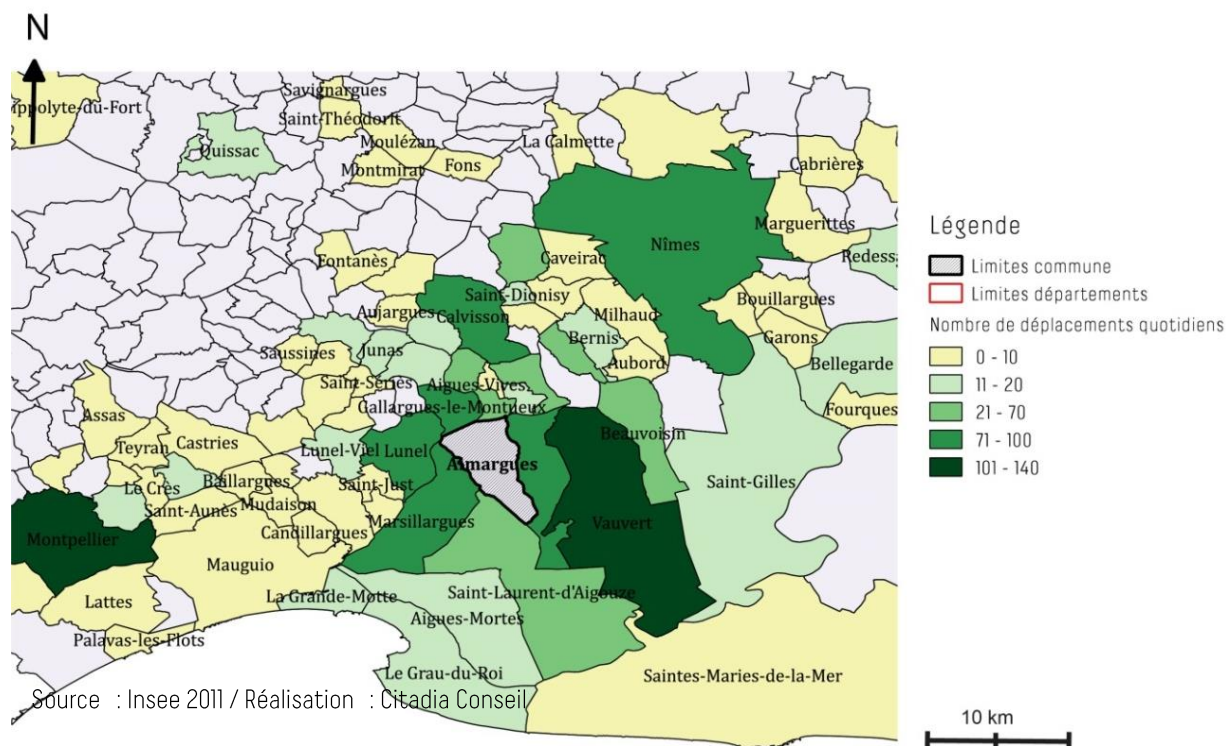 N
ippolyte-du-Fort
Savignargues
Saint-Théodorit
Quissac
Moulézan
La Calmette
Montmirat
Fons
Cabrières
Marguerittes
Nîmes
Fontanès
Caveirac
Redessa
Saint-Dionisy
Calvisson
Aujargues
Milhaud
Bouillargues
Bernis
Garons
Saussines
Junas
Aubord
Bellegarde
Saint-Sériès
Aigues-Vives
Assas
Gallargues-le-Montueux
Fourques
Teyran
Castries
Lunel-Viel
Lunel
Beauvoisin
Aimargues
Le Crès
Baillargues
Saint-Just
Saint-Gilles
Saint-Aunès
Mudaison
Marsillargues
Candillargues
Vauvert
Montpellier
Mauguio
Lattes
La Grande-Motte
Saint-Laurent-d'Aigouze
Aigues-Mortes
Palavas-les-Flots
Le Grau-du-Roi
Saintes-Maries-de-la-Mer
Source : Insee 2011 / Réalisation : Citadia Conseil
Légende
Limites commune
Limites départements
Nombre de déplacements quotidiens
0 - 10
11 - 20
21 - 70
71 - 100
101 - 140
10 km